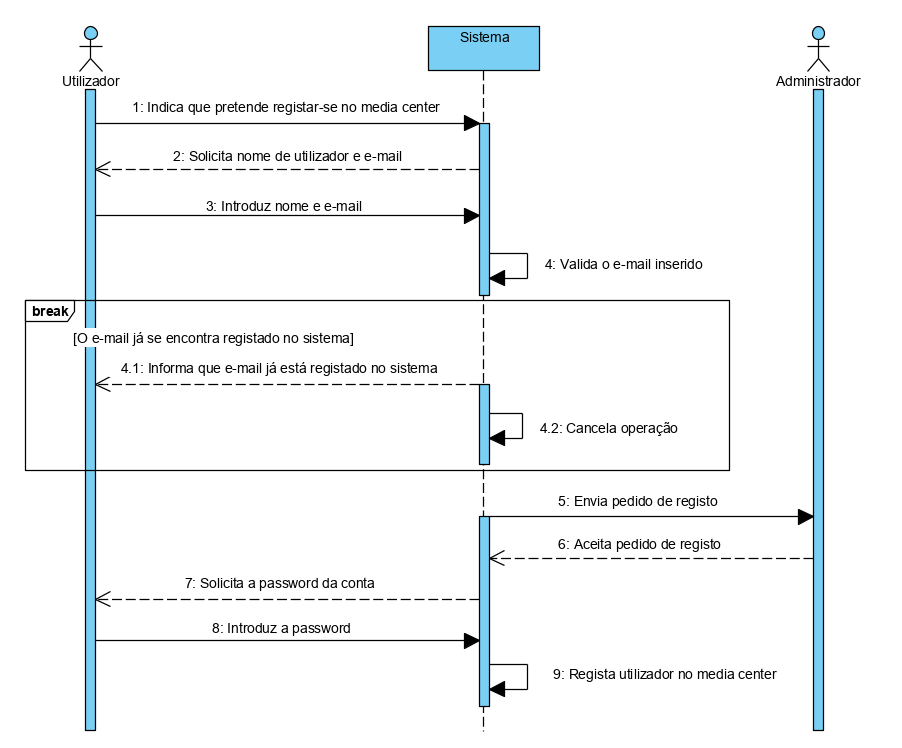 Sistema
Utilizador
Administrador
1: Indica que pretende registar-se no media center
2: Solicita nome de utilizador e e-mail
3: Introduz nome e e-mail
4: Valida o e-mail inserido
break
[O e-mail já se encontra registado no sistema]
4.1: Informa que e-mail já está registado no sistema
4.2: Cancela operação
5: Envia pedido de registo
6: Aceita pedido de registo
7: Solicita a password da conta
8: Introduz a password
9: Regista utilizador no media center